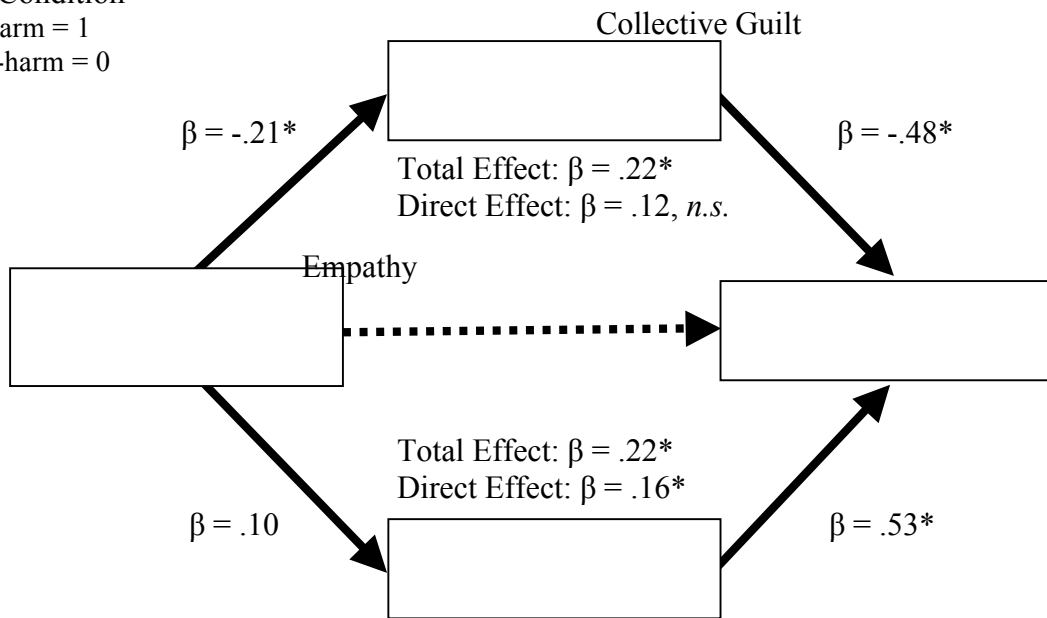 Condition
arm = 1
-harm = 0
Collective Guilt
β = -.21*
β = -.48*
Total Effect: β = .22*
Direct Effect: β = .12, n.s.
Empathy
Total Effect: β = .22*
Direct Effect: β = .16*
β = .10
β = .53*